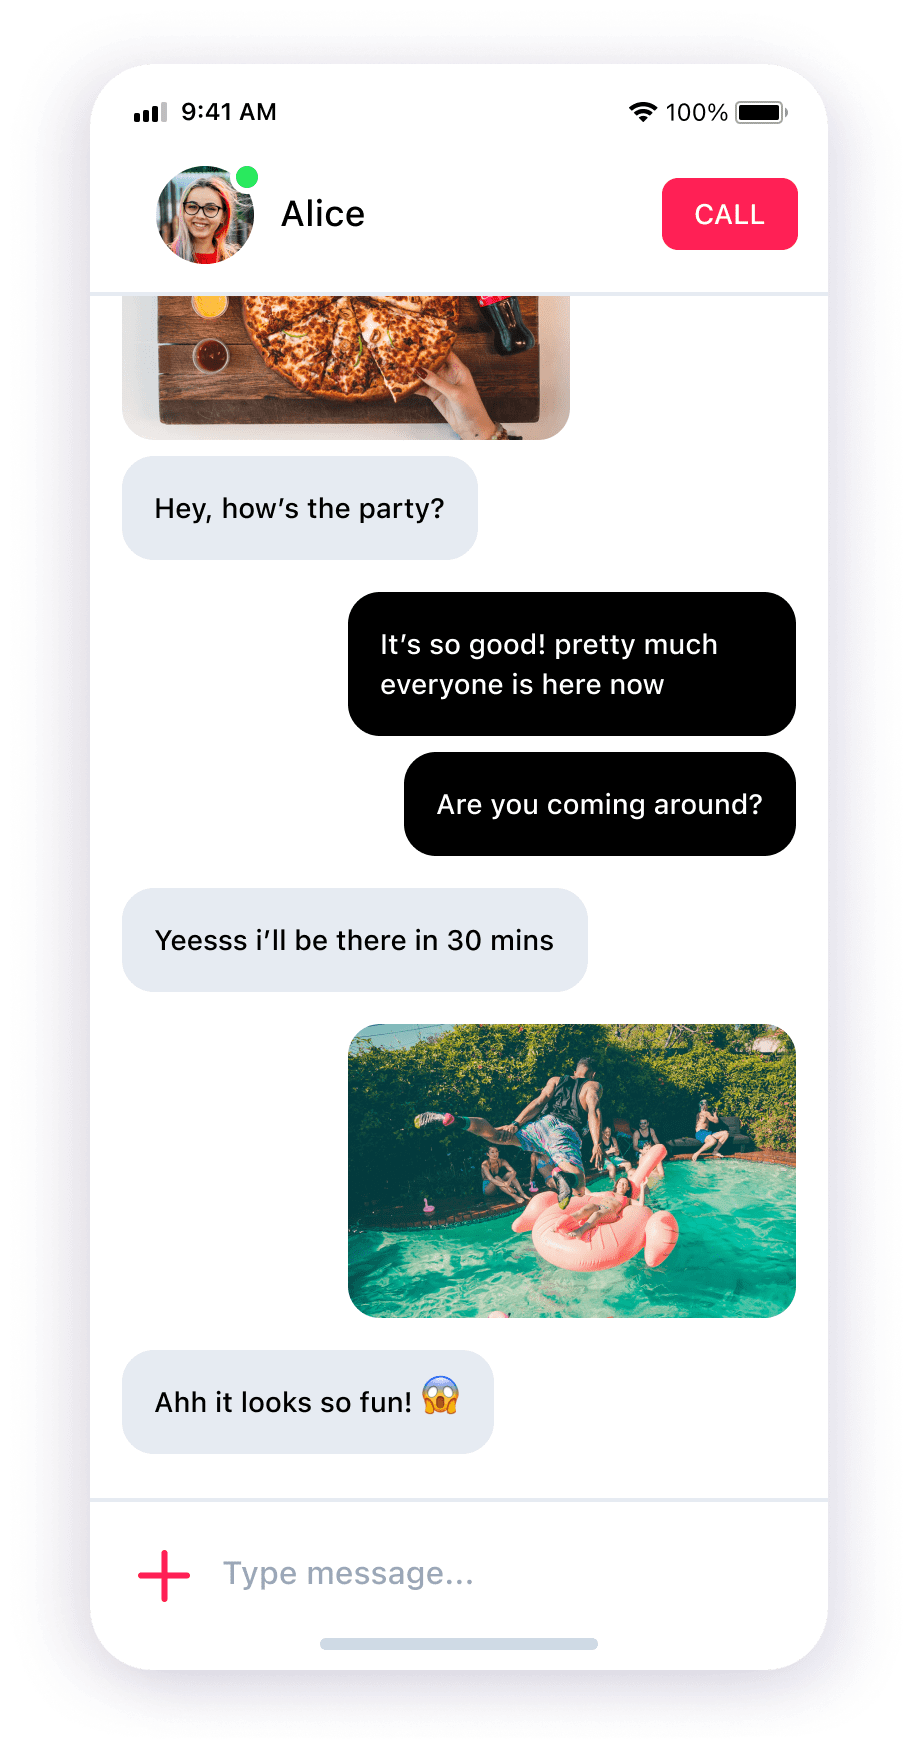 9:41 AM 100%
Alice
CALL
Hey, how’s the party?
It’s so good! pretty much
everyone is here now
Are you coming around?
Yeesss i’ll be there in 30 mins
Ahh it looks so fun! 😱
Type message...